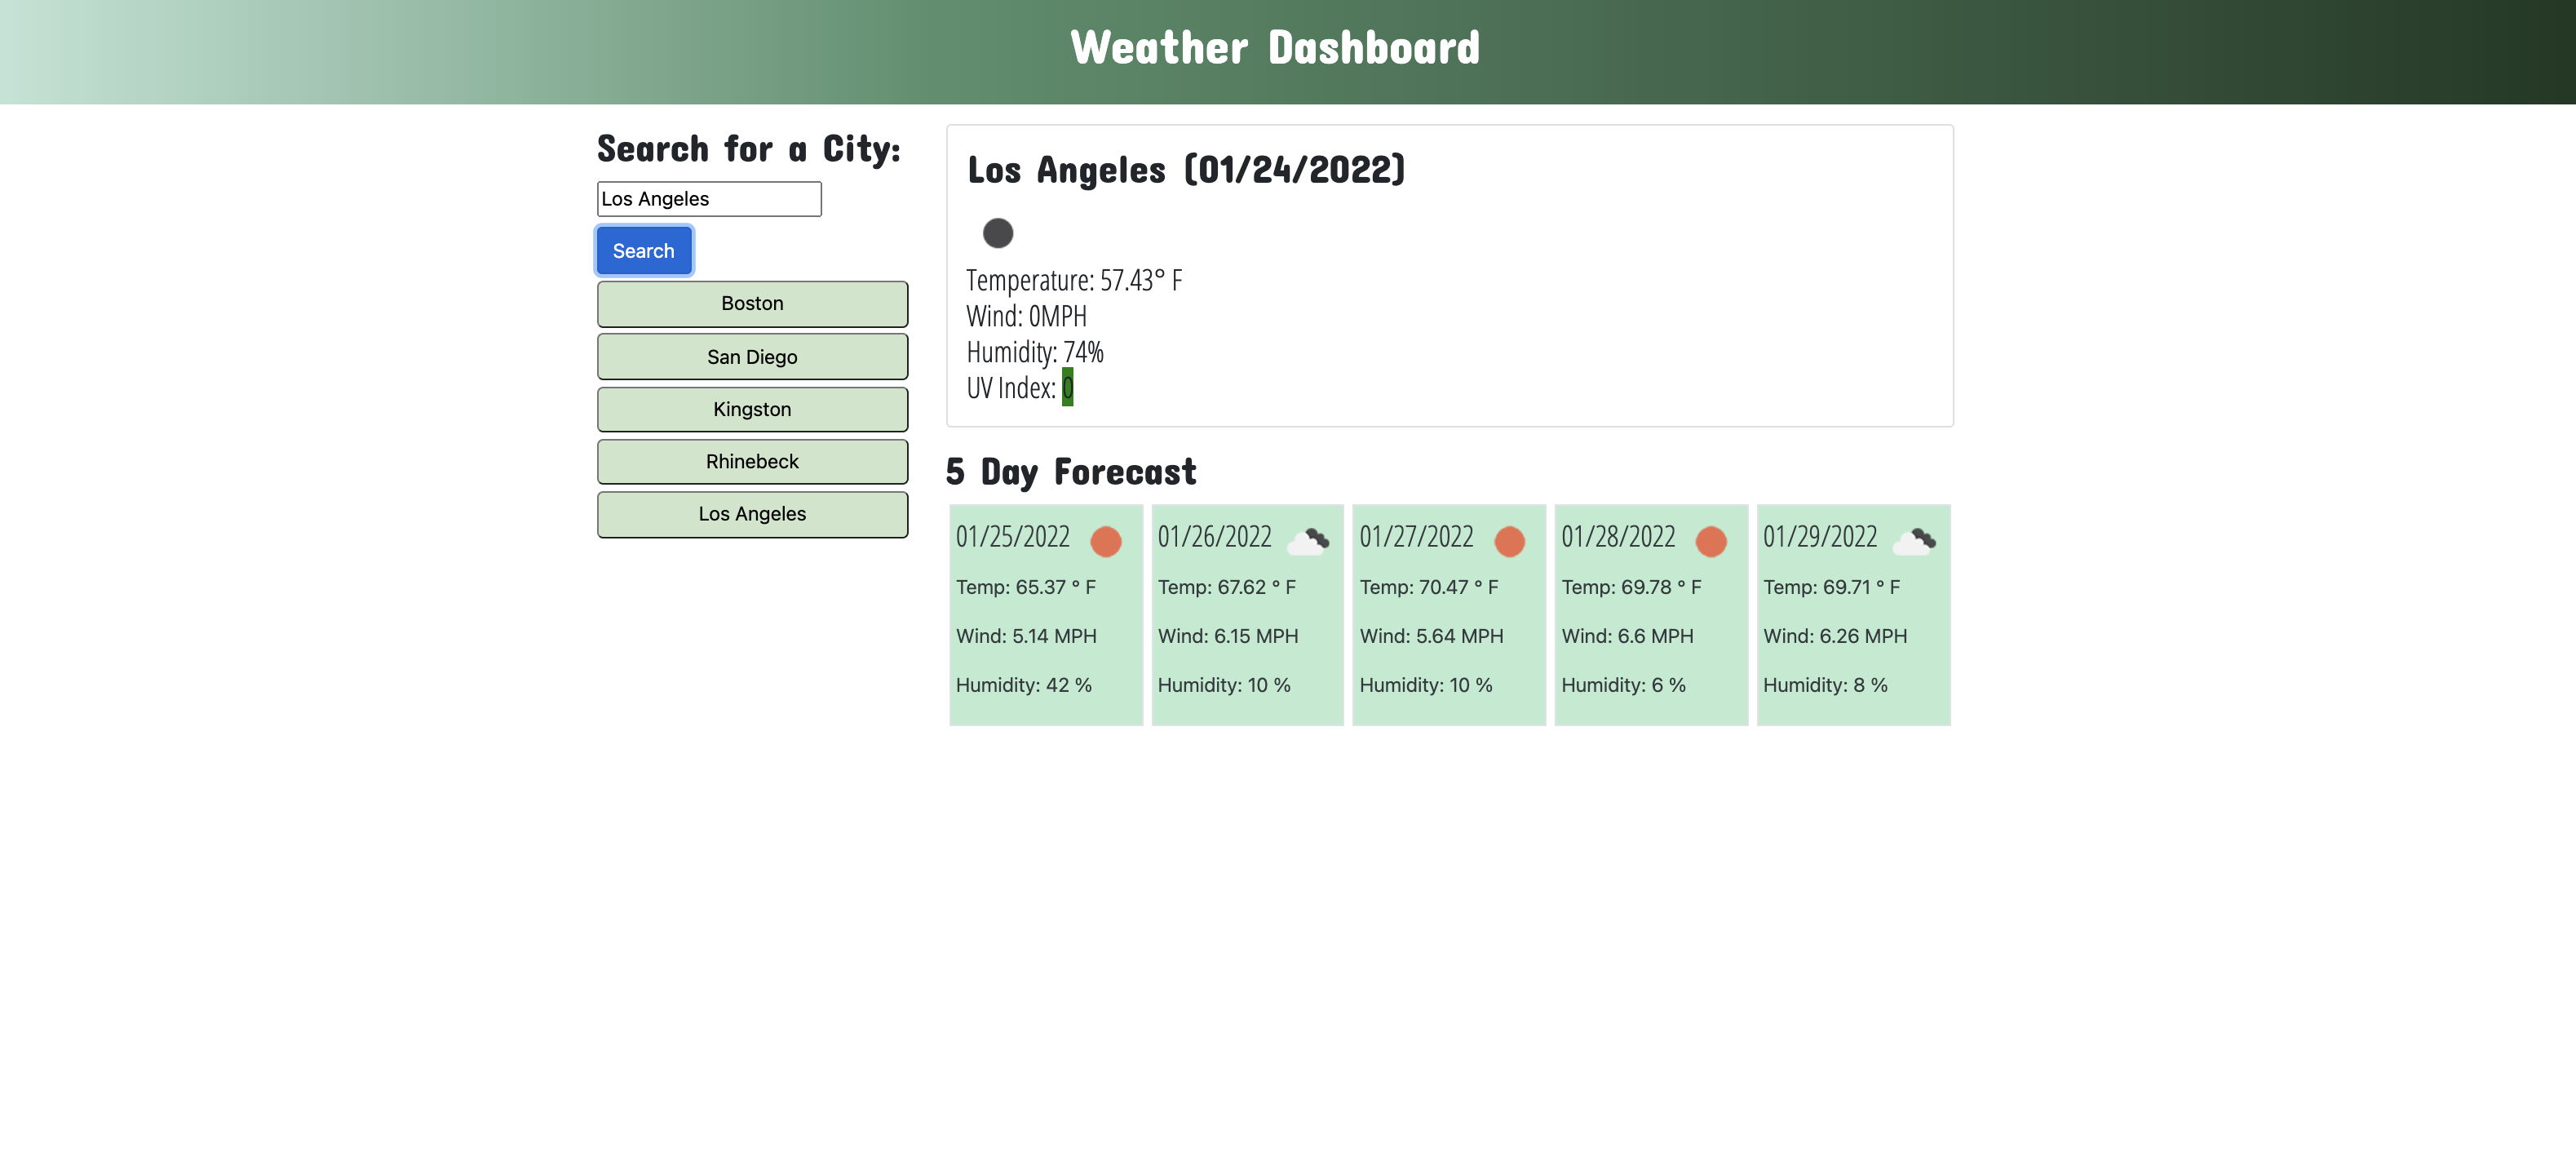 Weather Dashboard
Search for a City:
Los Angeles
Search
Boston
San Diego
Kingston
Rhinebeck
Los Angeles
Los Angeles (01/24/2022)
Temperature: 57.43° F
Wind: 0MPH
Humidity: 74%
UV Index: 0
5 Day Forecast
01/25/2022
Temp: 65.37 ° F
Wind: 5.14 MPH
Humidity: 42 %
01/26/2022
Temp: 67.62 ° F
Wind: 6.15 MPH
Humidity: 10 %
01/27/2022
Temp: 70.47 ° F
Wind: 5.64 MPH
Humidity: 10 %
01/28/2022
Temp: 69.78 ° F
Wind: 6.6 MPH
Humidity: 6 %
01/29/2022
Temp: 69.71 ° F
Wind: 6.26 MPH
Humidity: 8 %